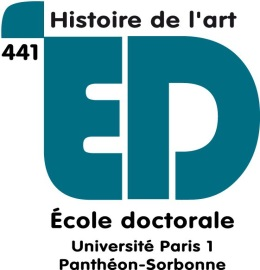 Histoire de l'art
441
ED
École doctorale
Université Paris 1
Panthéon-Sorbonne